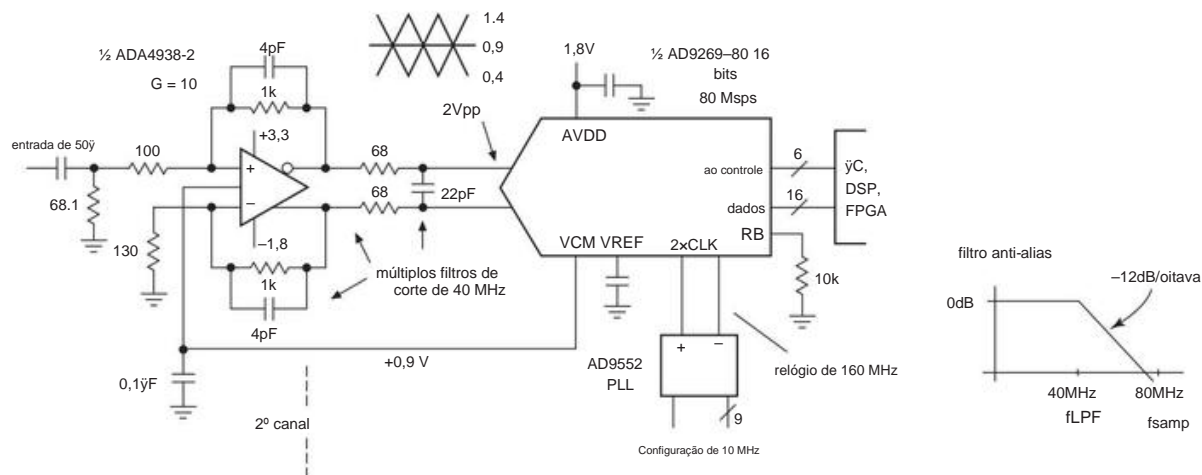 ½ ADA4938-2
G = 10
4pF
1k
+3,3
1.4
0,9
0,4
1,8V
½ AD9269–80 16
bits
80 Msps
2Vpp
AVDD
entrada de 50ÿ
100
68.1
130
+
−
–1,8
68
68
22pF
1k
4pF
múltiplos filtros de
corte de 40 MHz
ao controle
dados
RB
6
16
ÿC,
DSP,
FPGA
VCM VREF
2×CLK
10k
+0,9 V
0,1ÿF
2º canal
+
−
AD9552
PLL
9
Configuração de 10 MHz
relógio de 160 MHz
filtro anti-alias
0dB
–12dB/oitava
40MHz
80MHz
fLPF
fsamp